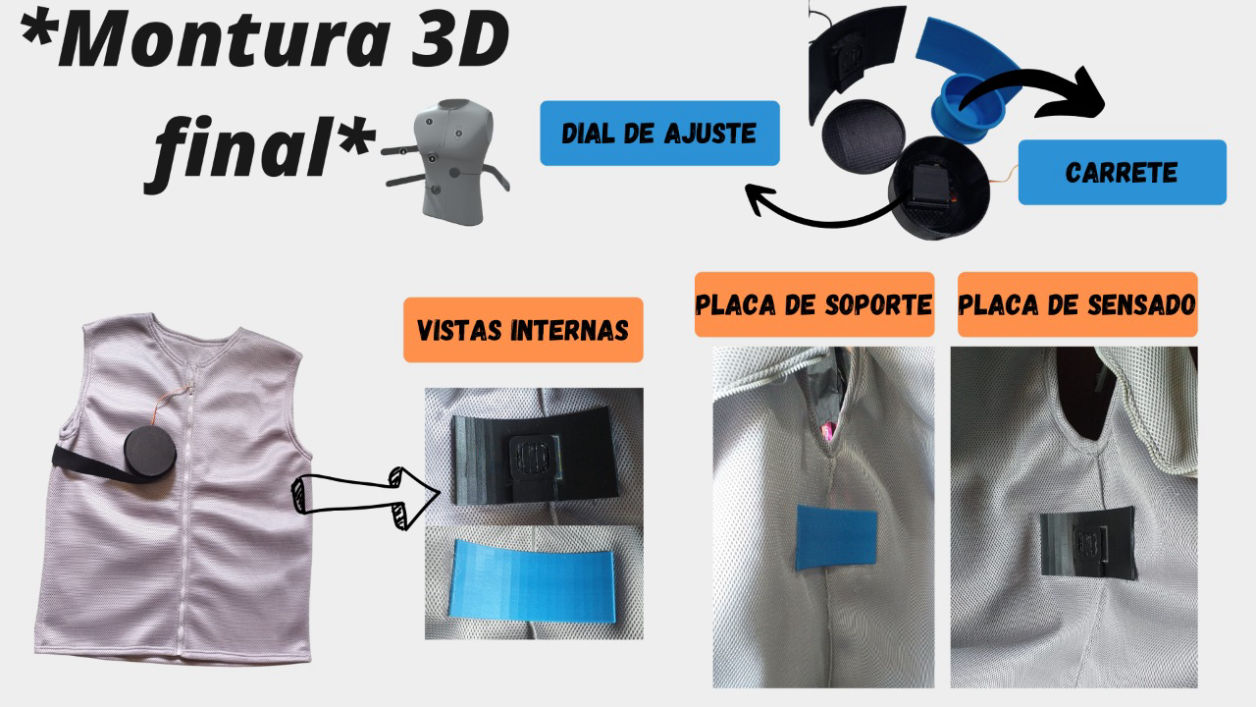 *Montura 3D
final*
DIAL DE AJUSTE
CARRETE
VISTAS INTERNAS
PLACA DE SOPORTE
PLACA DE SENSADO